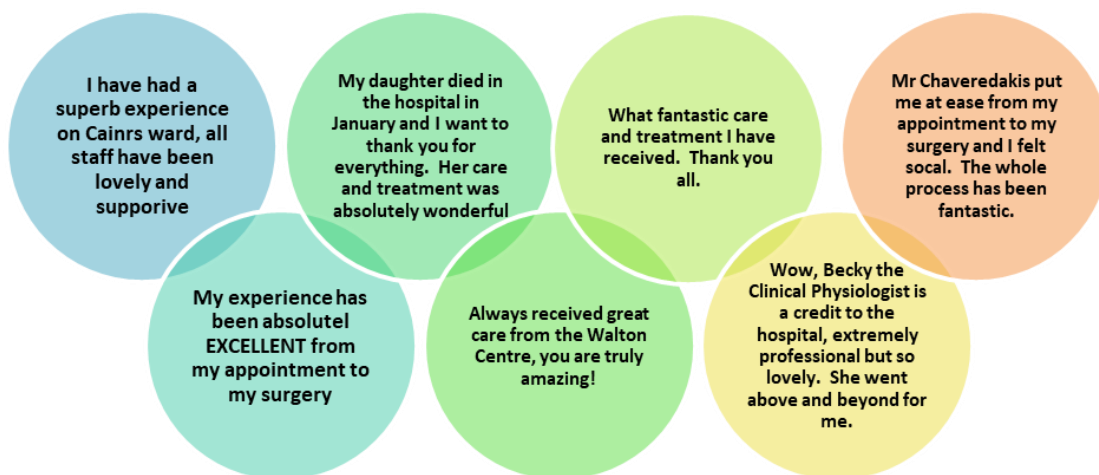 I have had a
superb experience
on Cainrs ward, all
staff have been
lovely and
supporive
My experience has
been absolutel
EXCELLENT from
my appointment to
my surgery
My daughter died in
the hospital in
January and I want to
thank you for
everything.  Her care
and treatment was
absolutely wonderful
Always received great
care from the Walton
Centre, you are truly
amazing!
What fantastic care
and treatment I have
received.  Thank you
all.
Wow, Becky the
Clinical Physiologist is
a credit to the
hospital, extremely
professional but so
lovely.  She went
above and beyond for
me.
Mr Chaveredakis put
me at ease from my
appointment to my
surgery and I felt
socal.  The whole
process has been
fantastic.